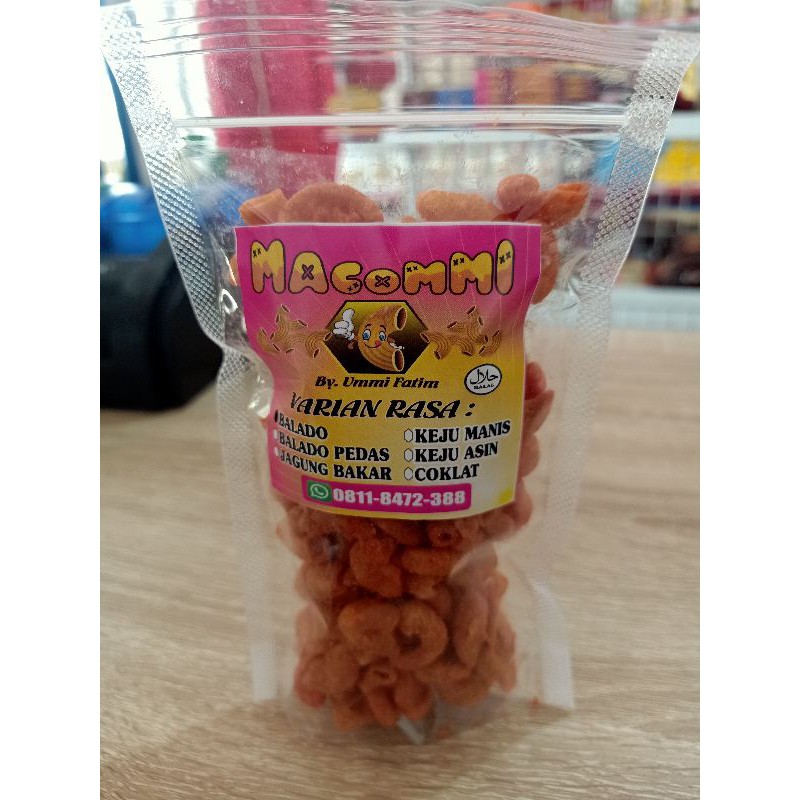 MACOMMI
By. Ummi Fatim
حلال
HALAL
VARIAN RASA :
BALADO
BALADO PEDAS
JAGUNG BAKAR
KEJU MANIS
KEJU ASIN
COKLAT
0811-8472-388